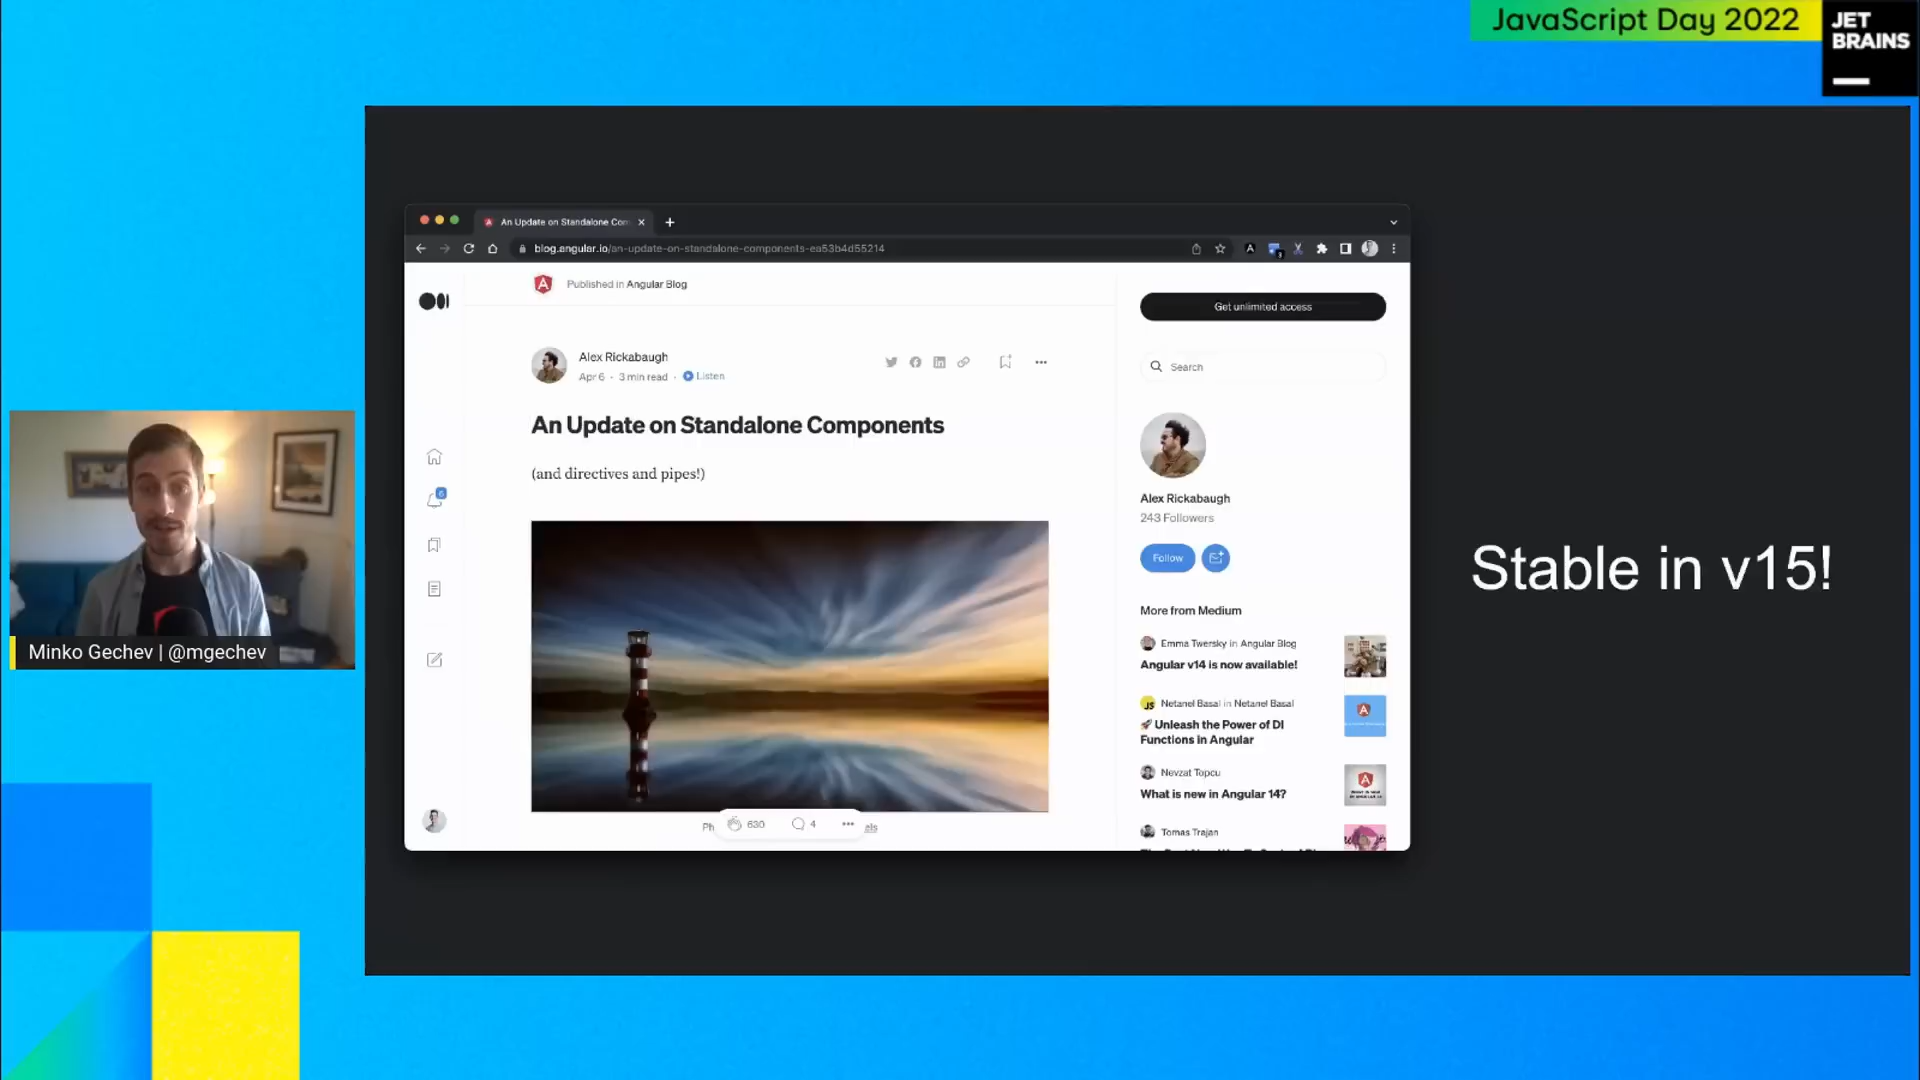 JavaScript Day 2022
JET
BRAINS
An Update on Standalone Com
blog.angular.io/an-update-on-standalone-components-ea53b4d55214
Published in Angular Blog
Get unlimited access
Alex Rickabaugh
Apr 6 · 3 min read · Listen
Search
An Update on Standalone Components
(and directives and pipes!)
6
Alex Rickabaugh
243 Followers
Follow
More from Medium
Emma Twersky in Angular Blog
Angular v14 is now available!
JS
Netanel Basal in Netanel Basal
🚀 Unleash the Power of DI
Functions in Angular
Nevzat Topcu
What is new in Angular 14?
Tomas Trajan
Ph
630
4
els
Stable in v15!
Minko Gechev | @mgechev